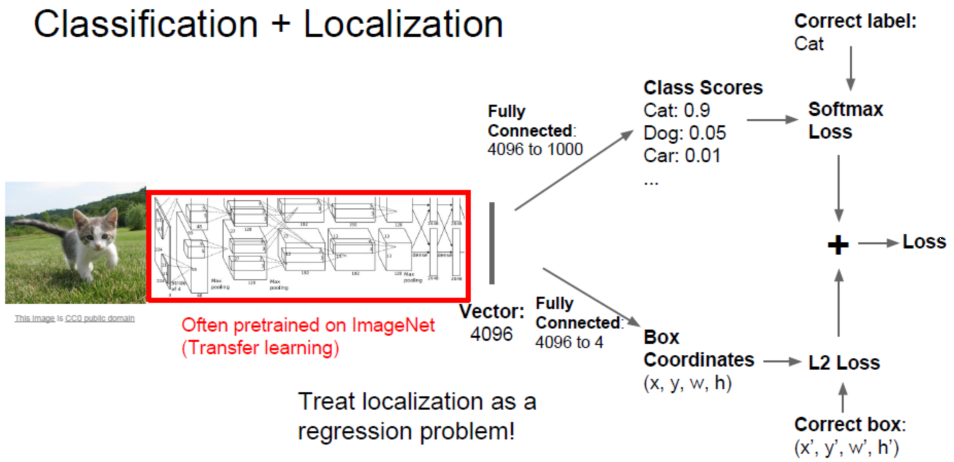 Classification + Localization
Correct label:
Cat
Class Scores
Cat: 0.9
Dog: 0.05
Car: 0.01
...
Fully
Connected:
4096 to 1000
Softmax
Loss
+
Loss
This image is CC0 public domain
Often pretrained on ImageNet
(Transfer learning)
Vector:
4096
Fully
Connected:
4096 to 4
Box
Coordinates
(x, y, w, h)
L2 Loss
Treat localization as a
regression problem!
Correct box:
(x', y', w', h')